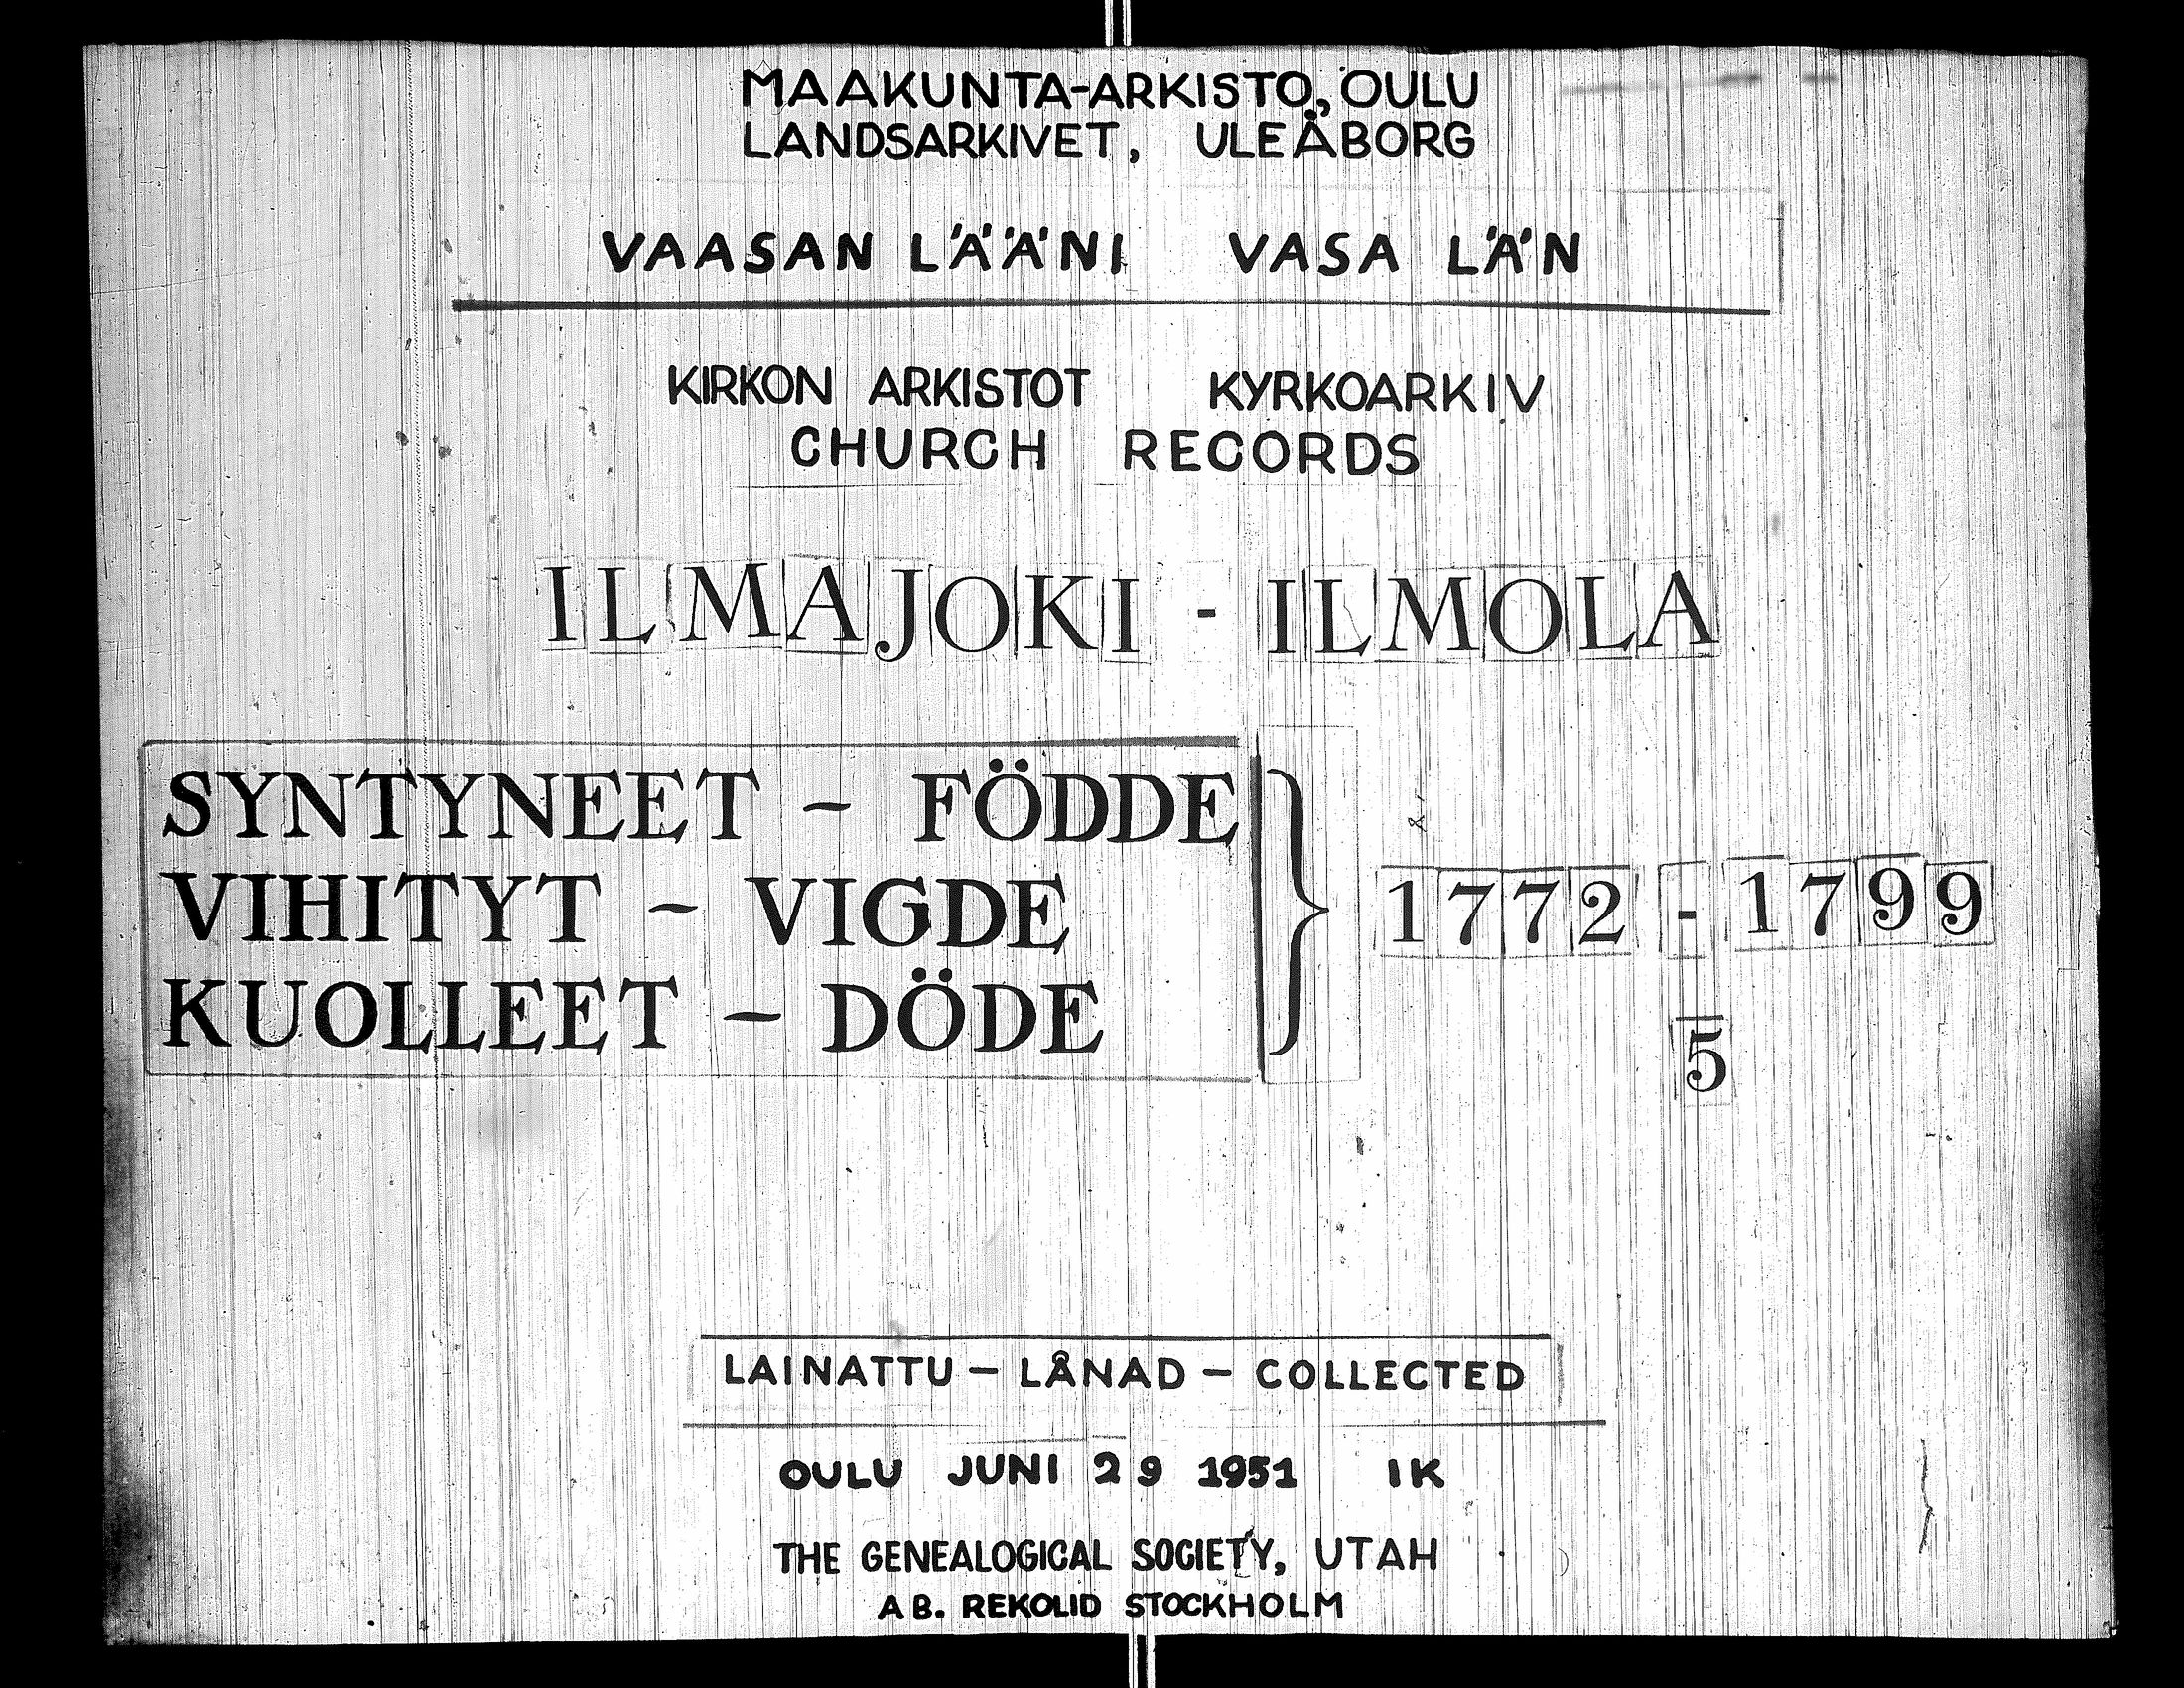 MAAKUNTA-ARKISTO, OULU
LANDSARKIVET, ULEÅBORG
VAASAN LÄÄNI VASA LÄN
KIRKON ARKISTOT KYRKOARKIV
CHURCH RECORDS
ILMAJOKI - ILMOLA
SYNTYNEET - FÖDDE
VIHITYT - VIGDE
KUOLLEET - DÖDE
} 1772 - 1799
5
LAINATTU - LÅNAD - COLLECTED
OULU JUNI 29 1951 IK
THE GENEALOGICAL SOCIETY, UTAH
AB. REKOLID STOCKHOLM